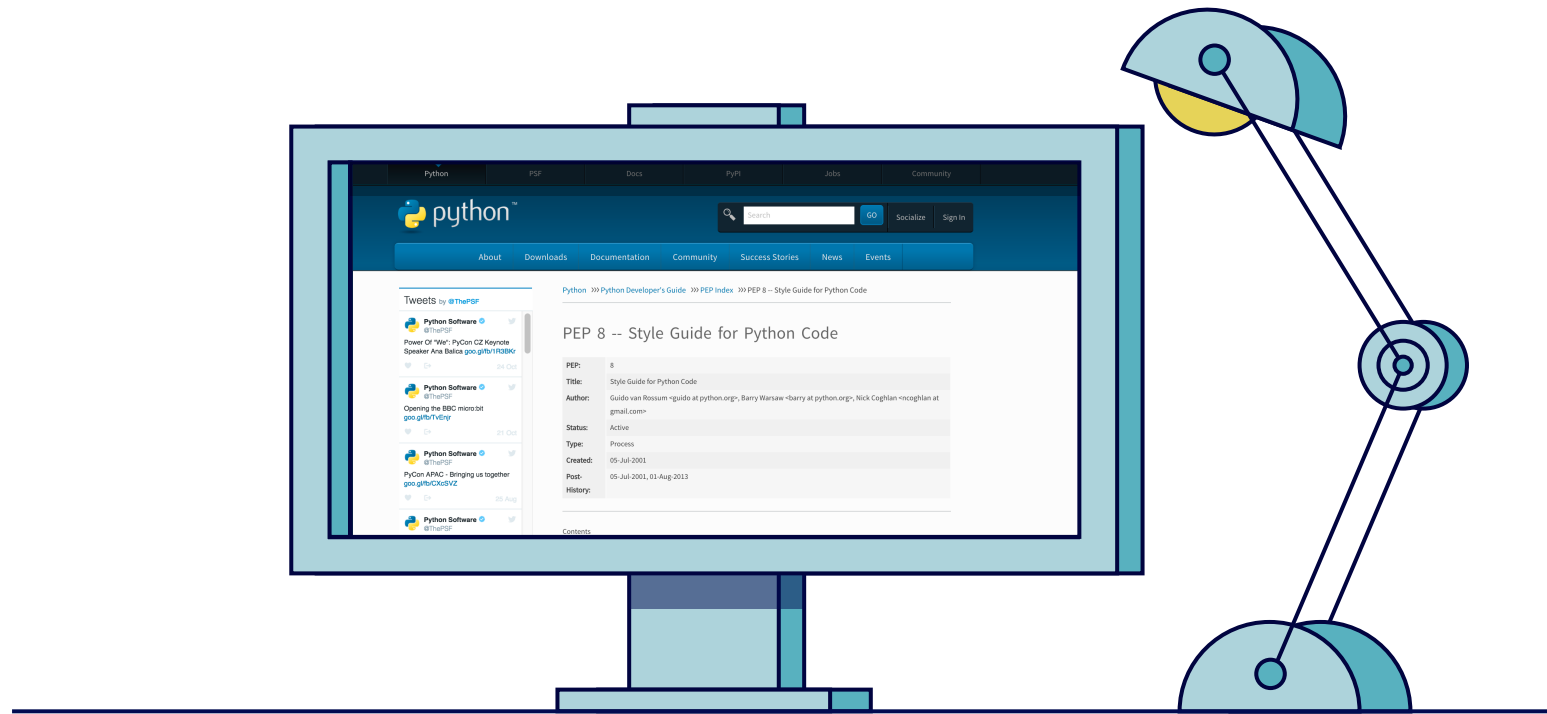 Python PSF Docs PyPI Jobs Community
python™
Search GO Socialize Sign In
About Downloads Documentation Community Success Stories News Events
Tweets by @ThePSF
Python Software
@ThePSF
Power Of "We": PyCon CZ Keynote
Speaker Ana Balica goo.gl/fb/1R3BKr
24 Oct
Python Software
@ThePSF
Opening the BBC micro:bit
goo.gl/fb/TvEnjr
21 Oct
Python Software
@ThePSF
PyCon APAC - Bringing us together
goo.gl/fb/CXcSVZ
05 Aug
Python Software
@ThePSF
Python >>> Python Developer's Guide >>> PEP Index >>> PEP 8 -- Style Guide for Python Code
PEP 8 -- Style Guide for Python Code
PEP: 8
Title: Style Guide for Python Code
Author: Guido van Rossum <guido at python.org>, Barry Warsaw <barry at python.org>, Nick Coghlan <ncoghlan at
gmail.com>
Status: Active
Type: Process
Created: 05-Jul-2001
Post- 05-Jul-2001, 01-Aug-2013
History:
Contents